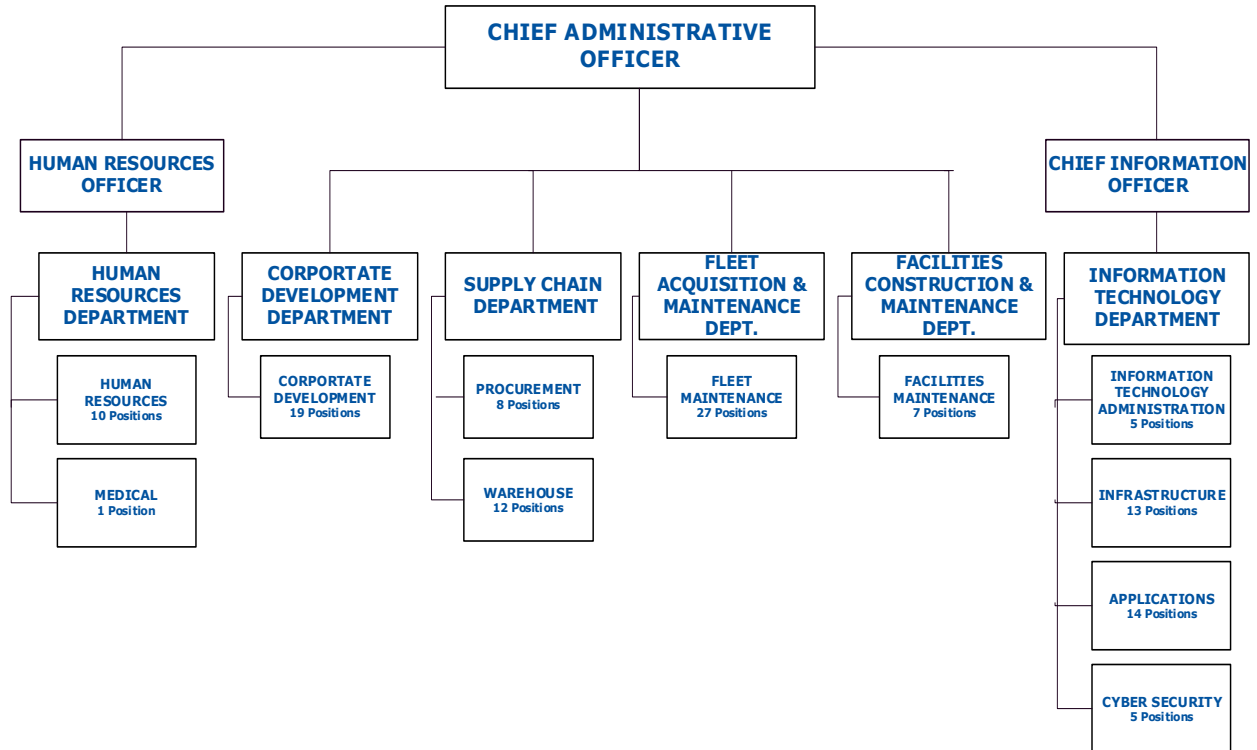 CHIEF ADMINISTRATIVE
OFFICER
HUMAN RESOURCES
OFFICER
CHIEF INFORMATION
OFFICER
HUMAN
RESOURCES
DEPARTMENT
CORPORTATE
DEVELOPMENT
DEPARTMENT
SUPPLY CHAIN
DEPARTMENT
FLEET
ACQUISITION &
MAINTENANCE
DEPT.
FACILITIES
CONSTRUCTION &
MAINTENANCE
DEPT.
INFORMATION
TECHNOLOGY
DEPARTMENT
HUMAN
RESOURCES
10 Positions
CORPORTATE
DEVELOPMENT
19 Positions
PROCUREMENT
8 Positions
FLEET
MAINTENANCE
27 Positions
FACILITIES
MAINTENANCE
7 Positions
INFORMATION
TECHNOLOGY
ADMINISTRATION
5 Positions
MEDICAL
1 Position
WAREHOUSE
12 Positions
INFRASTRUCTURE
13 Positions
APPLICATIONS
14 Positions
CYBER SECURITY
5 Positions